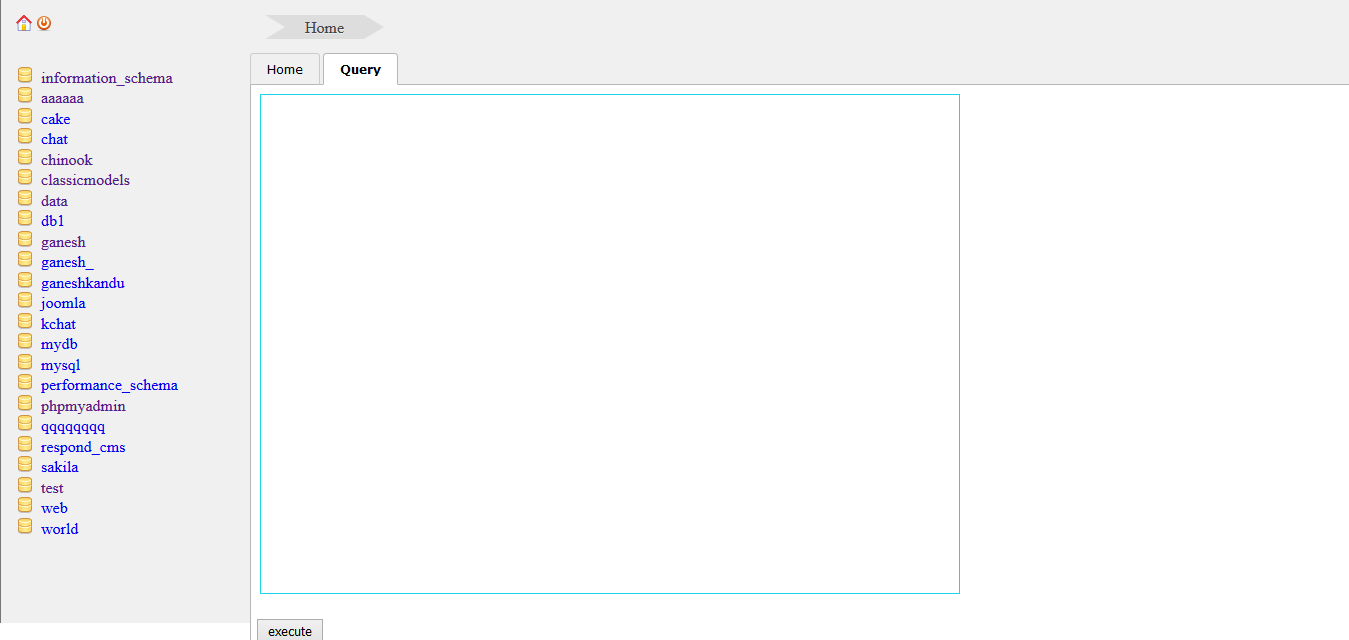 Home
Home
Query
information_schema
aaaaaa
cake
chat
chinook
classicmodels
data
db1
ganesh
ganesh_
ganeshkandu
joomla
kchat
mydb
mysql
performance_schema
phpmyadmin
qqqqqqqq
respond_cms
sakila
test
web
world
execute